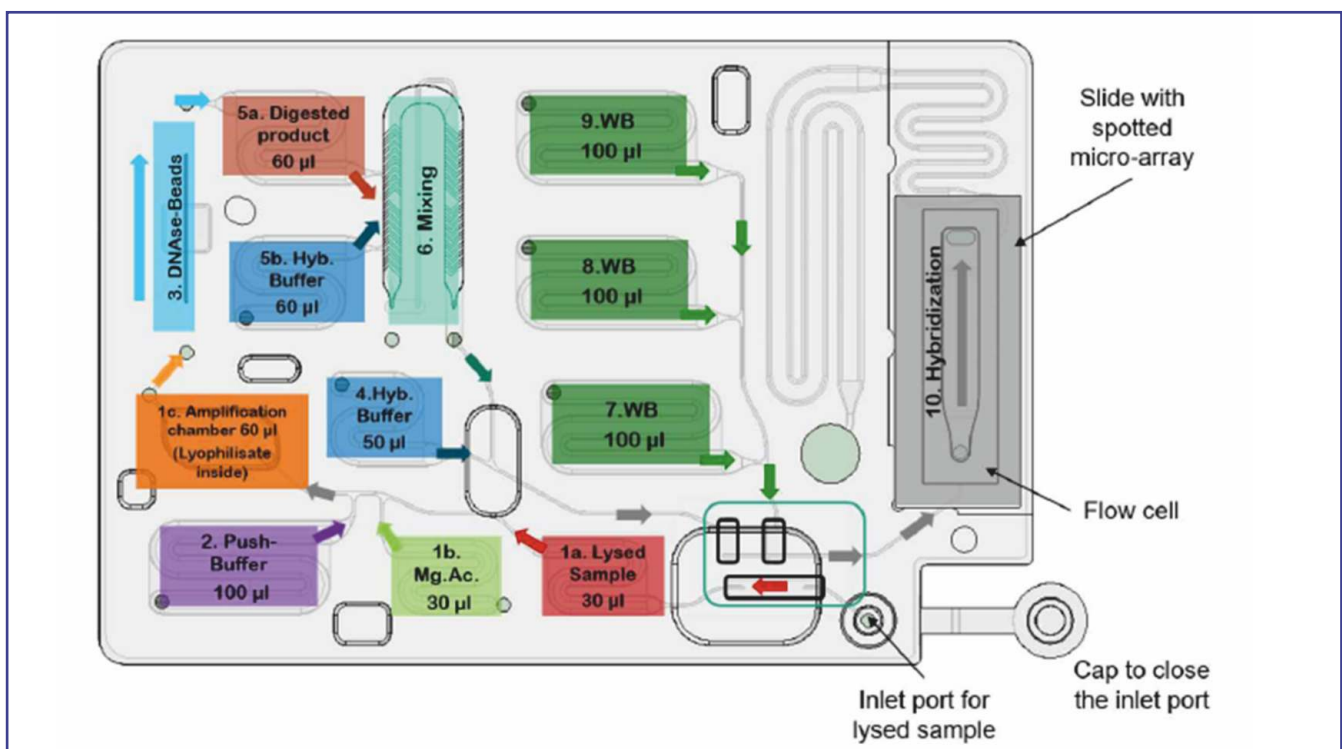 5a. Digested
product
60 µl
9.WB
100 µl
Slide with
spotted
micro-array
3. DNAse-Beads
6. Mixing
5b. Hyb.
Buffer
60 µl
8.WB
100 µl
10. Hybridization
1c. Amplification
chamber 60 µl
(Lyophilisate
inside)
4.Hyb.
Buffer
50 µl
7.WB
100 µl
Flow cell
2. Push-
Buffer
100 µl
1b.
Mg.Ac.
30 µl
1a. Lysed
Sample
30 µl
Inlet port for
lysed sample
Cap to close
the inlet port